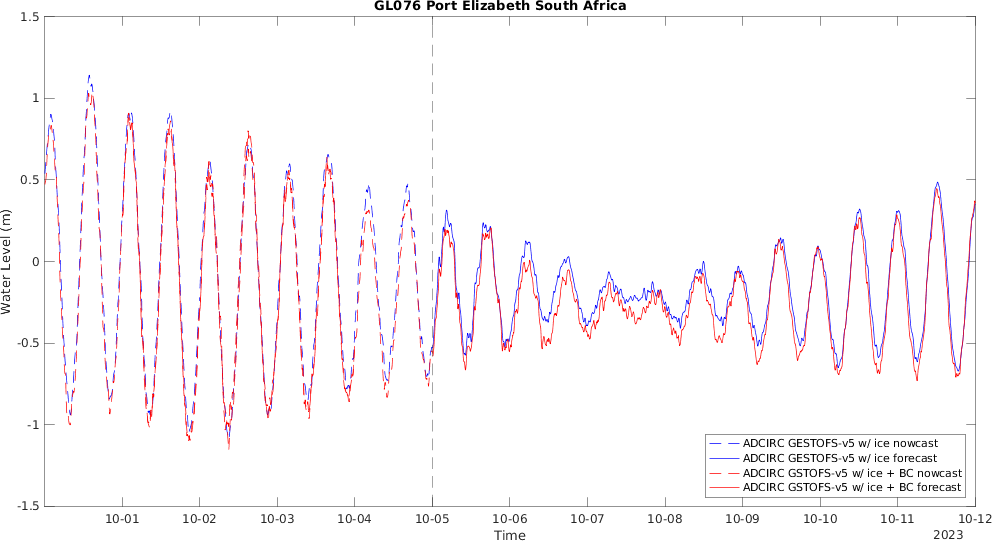 GL076 Port Elizabeth South Africa
1.5
1
0.5
0
-0.5
-1
-1.5
Water Level (m)
10-01 10-02 10-03 10-04 10-05 10-06 10-07 10-08 10-09 10-10 10-11 10-12
Time
2023
ADCIRC GESTOFS-v5 w/ ice nowcast
ADCIRC GESTOFS-v5 w/ ice forecast
ADCIRC GSTOFS-v5 w/ ice + BC nowcast
ADCIRC GSTOFS-v5 w/ ice + BC forecast